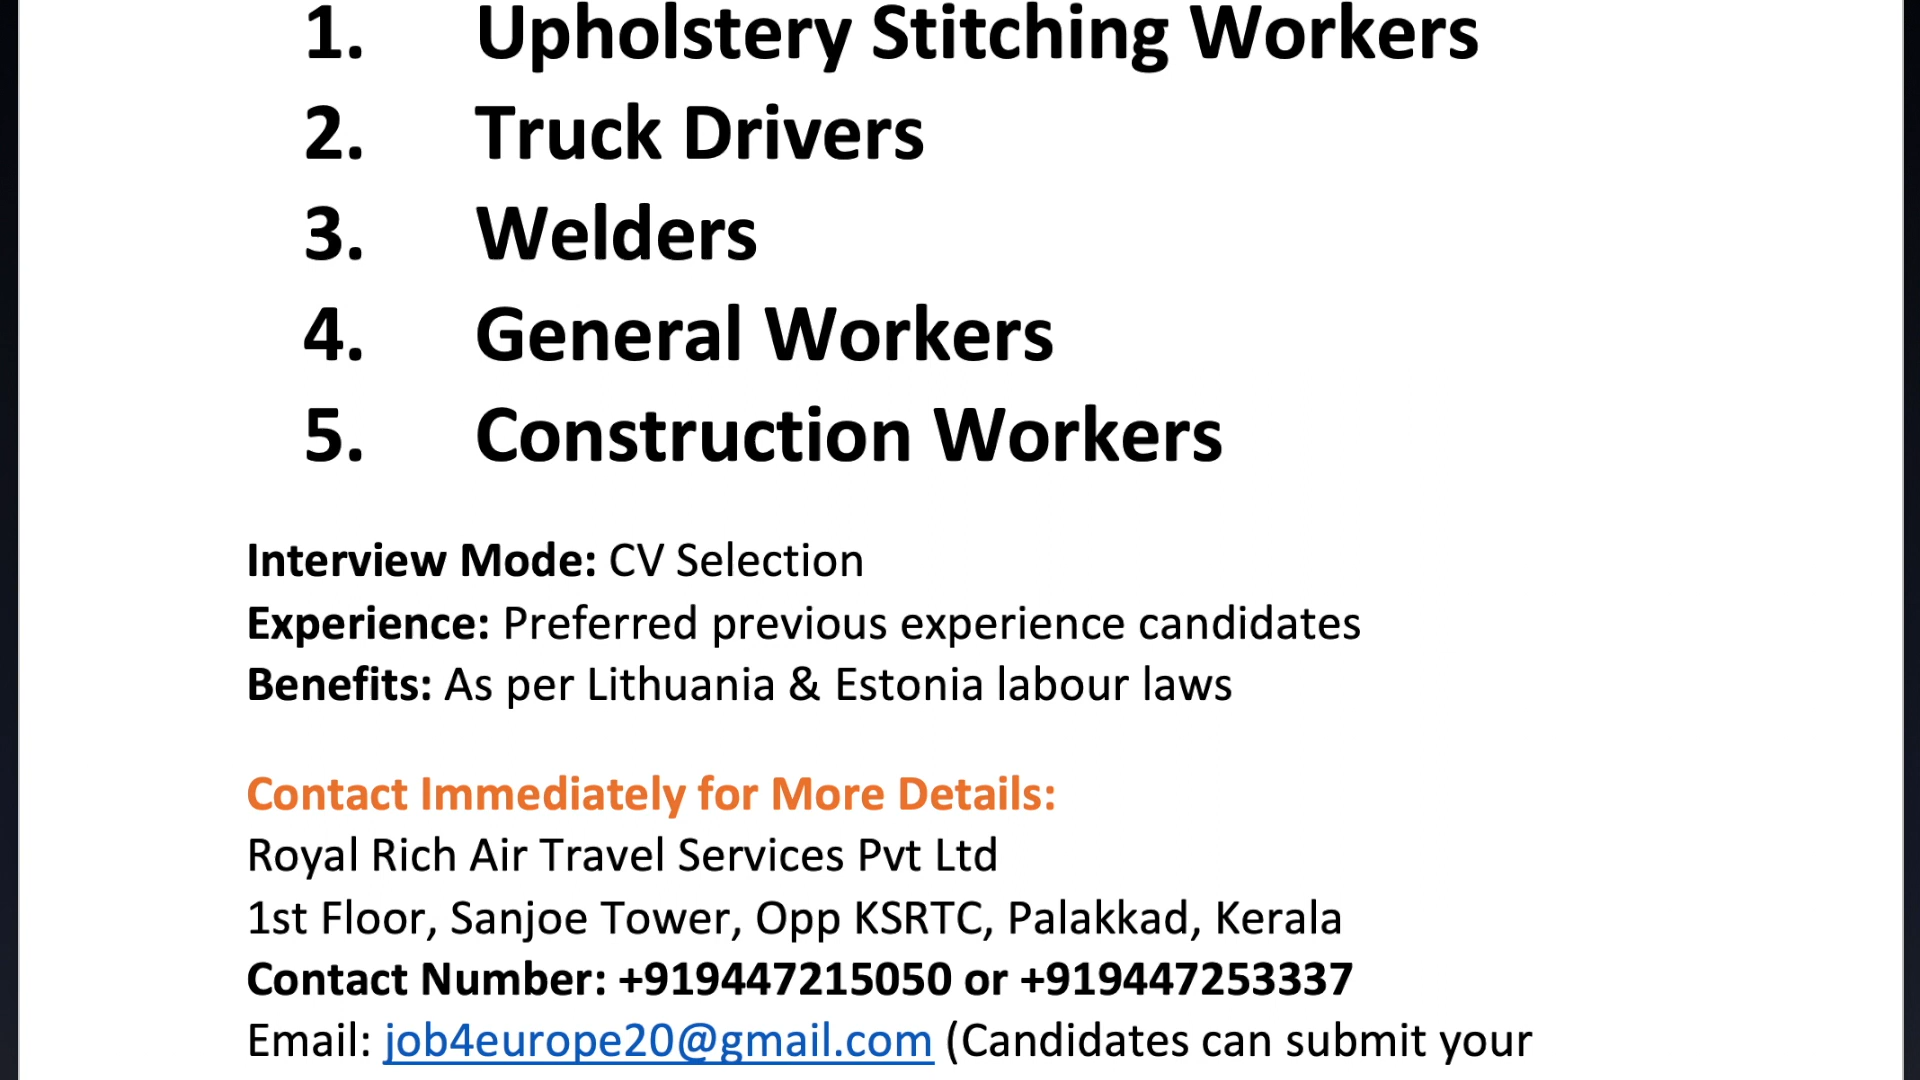 1. Upholstery Stitching Workers
2. Truck Drivers
3. Welders
4. General Workers
5. Construction Workers
Interview Mode: CV Selection
Experience: Preferred previous experience candidates
Benefits: As per Lithuania & Estonia labour laws
Contact Immediately for More Details:
Royal Rich Air Travel Services Pvt Ltd
1st Floor, Sanjoe Tower, Opp KSRTC, Palakkad, Kerala
Contact Number: +919447215050 or +919447253337
Email: job4europe20@gmail.com (Candidates can submit your